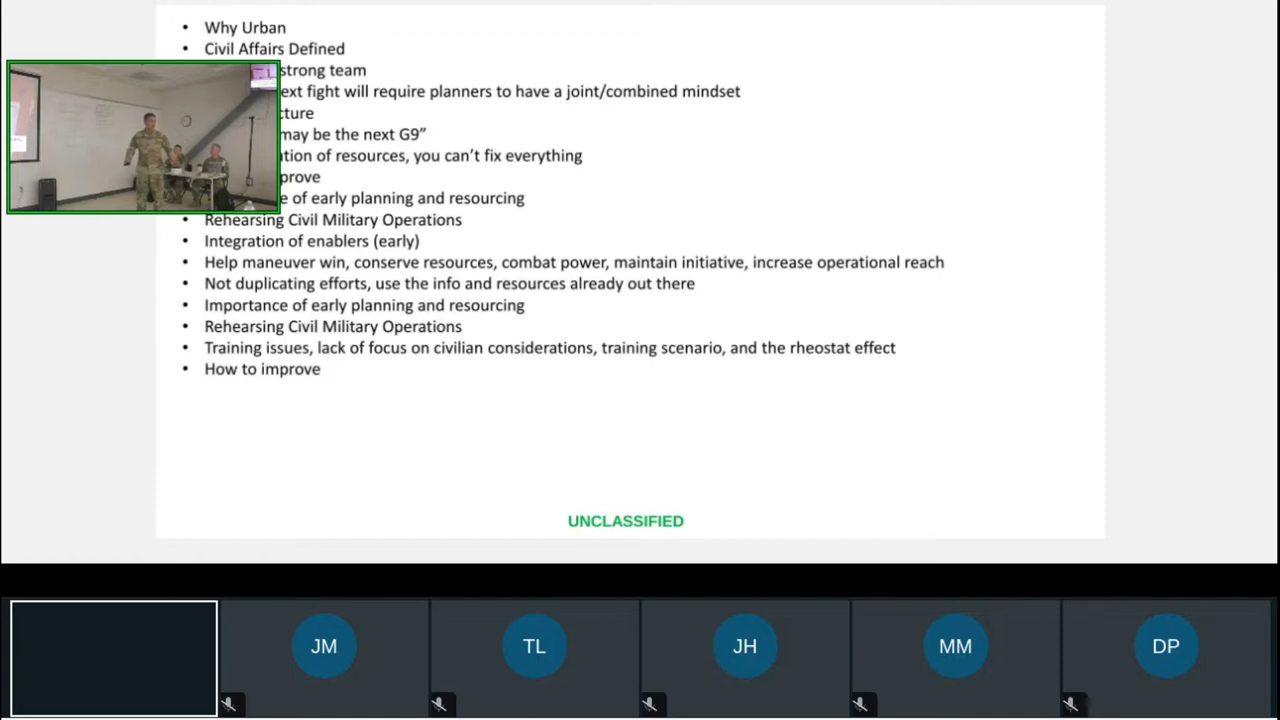 Why Urban
Civil Affairs Defined
strong team
ext fight will require planners to have a joint/combined mindset
cture
may be the next G9”
tion of resources, you can’t fix everything
prove
e of early planning and resourcing
Rehearsing Civil Military Operations
Integration of enablers (early)
Help maneuver win, conserve resources, combat power, maintain initiative, increase operational reach
Not duplicating efforts, use the info and resources already out there
Importance of early planning and resourcing
Rehearsing Civil Military Operations
Training issues, lack of focus on civilian considerations, training scenario, and the rheostat effect
How to improve
UNCLASSIFIED
JM
TL
JH
MM
DP